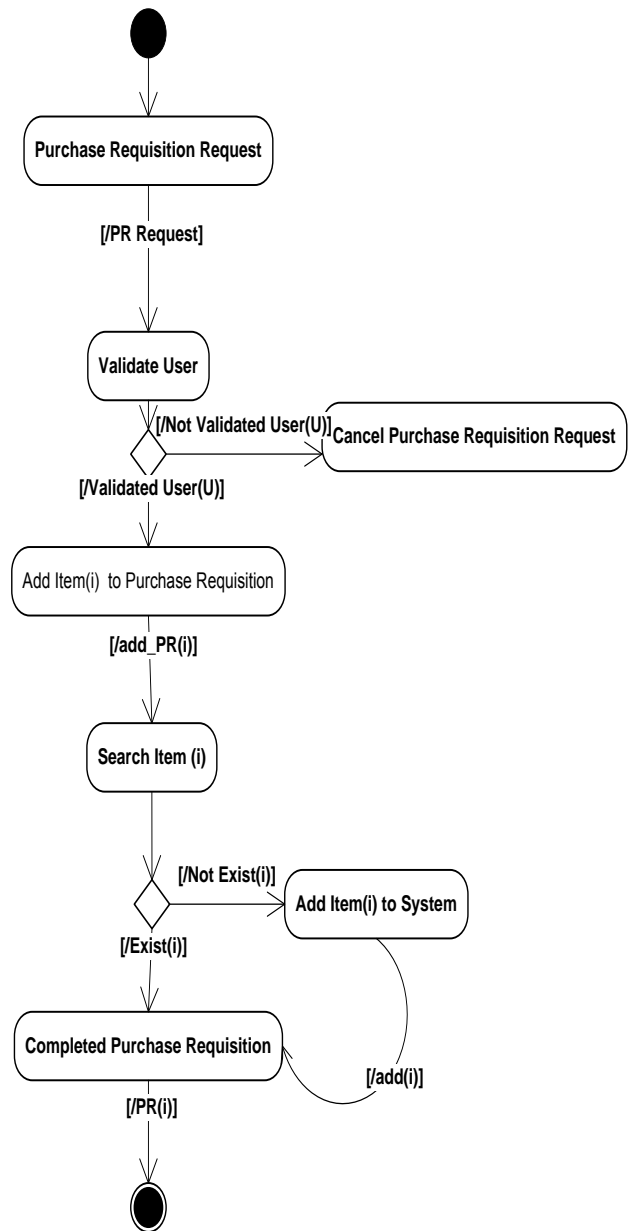 Purchase Requisition Request
[/PR Request]
Validate User
[/Not Validated User(U)]
Cancel Purchase Requisition Request
[/Validated User(U)]
Add Item(i) to Purchase Requisition
[/add_PR(i)]
Search Item (i)
[/Not Exist(i)]
Add Item(i) to System
[/Exist(i)]
Completed Purchase Requisition
[/add(i)]
[/PR(i)]